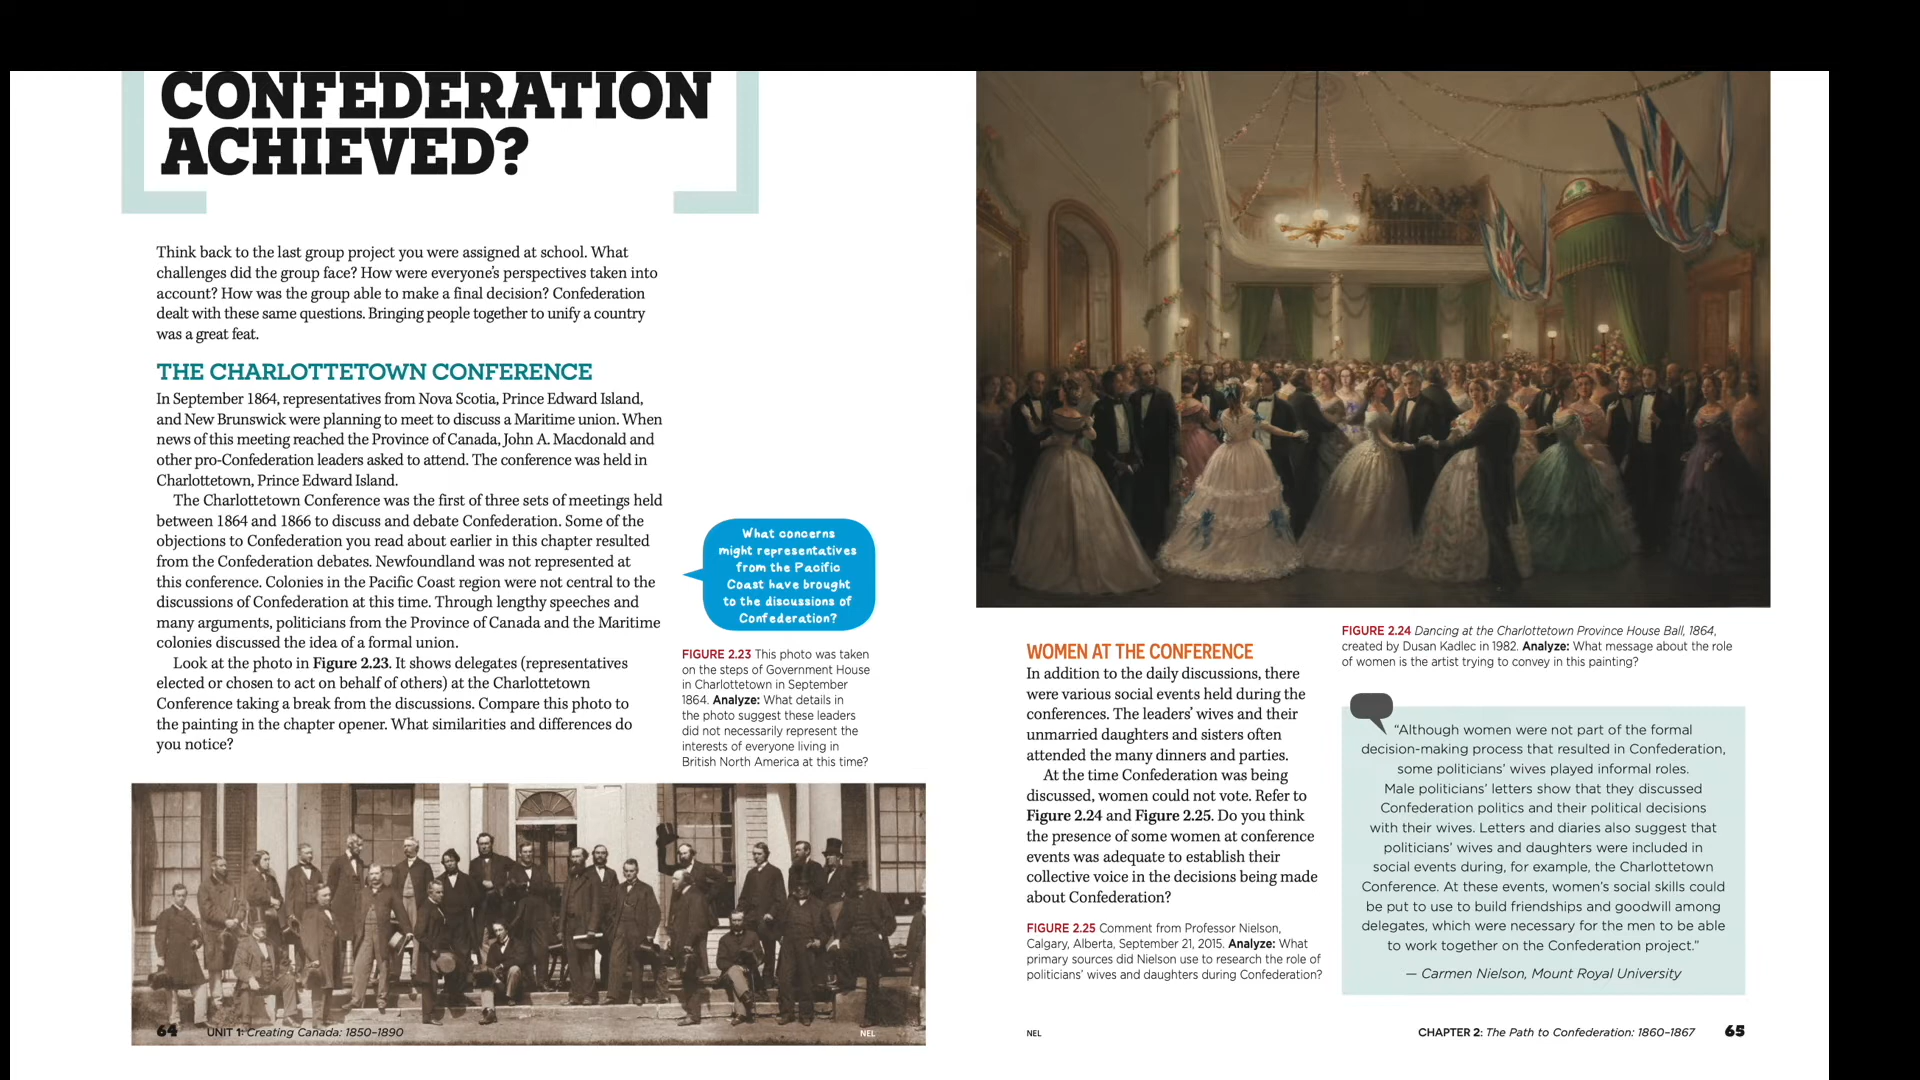 CONFEDERATION
ACHIEVED?
Think back to the last group project you were assigned at school. What
challenges did the group face? How were everyone's perspectives taken into
account? How was the group able to make a final decision? Confederation
dealt with these same questions. Bringing people together to unify a country
was a great feat.
THE CHARLOTTETOWN CONFERENCE
In September 1864, representatives from Nova Scotia, Prince Edward Island,
and New Brunswick were planning to meet to discuss a Maritime union. When
news of this meeting reached the Province of Canada, John A. Macdonald and
other pro-Confederation leaders asked to attend. The conference was held in
Charlottetown, Prince Edward Island.
The Charlottetown Conference was the first of three sets of meetings held
between 1864 and 1866 to discuss and debate Confederation. Some of the
objections to Confederation you read about earlier in this chapter resulted
from the Confederation debates. Newfoundland was not represented at
this conference. Colonies in the Pacific Coast region were not central to the
discussions of Confederation at this time. Through lengthy speeches and
many arguments, politicians from the Province of Canada and the Maritime
colonies discussed the idea of a formal union.
Look at the photo in Figure 2.23. It shows delegates (representatives
elected or chosen to act on behalf of others) at the Charlottetown
Conference taking a break from the discussions. Compare this photo to
the painting in the chapter opener. What similarities and differences do
you notice?
What concerns
might representatives
from the Pacific
Coast have brought
to the discussions of
Confederation?
FIGURE 2.23 This photo was taken
on the steps of Government House
in Charlottetown in September
1864. Analyze: What details in
the photo suggest these leaders
did not necessarily represent the
interests of everyone living in
British North America at this time?
64 UNIT 1: Creating Canada: 1850–1890
NEL
FIGURE 2.24 Dancing at the Charlottetown Province House Ball, 1864,
created by Dusan Kadlec in 1982. Analyze: What message about the role
of women is the artist trying to convey in this painting?
WOMEN AT THE CONFERENCE
In addition to the daily discussions, there
were various social events held during the
conferences. The leaders' wives and their
unmarried daughters and sisters often
attended the many dinners and parties.
At the time Confederation was being
discussed, women could not vote. Refer to
Figure 2.24 and Figure 2.25. Do you think
the presence of some women at conference
events was adequate to establish their
collective voice in the decisions being made
about Confederation?
FIGURE 2.25 Comment from Professor Nielson,
Calgary, Alberta, September 21, 2015. Analyze: What
primary sources did Nielson use to research the role of
politicians' wives and daughters during Confederation?
"Although women were not part of the formal
decision-making process that resulted in Confederation,
some politicians' wives played informal roles.
Male politicians' letters show that they discussed
Confederation politics and their political decisions
with their wives. Letters and diaries also suggest that
politicians' wives and daughters were included in
social events during, for example, the Charlottetown
Conference. At these events, women's social skills could
be put to use to build friendships and goodwill among
delegates, which were necessary for the men to be able
to work together on the Confederation project."
— Carmen Nielson, Mount Royal University
NEL
CHAPTER 2: The Path to Confederation: 1860–1867 65